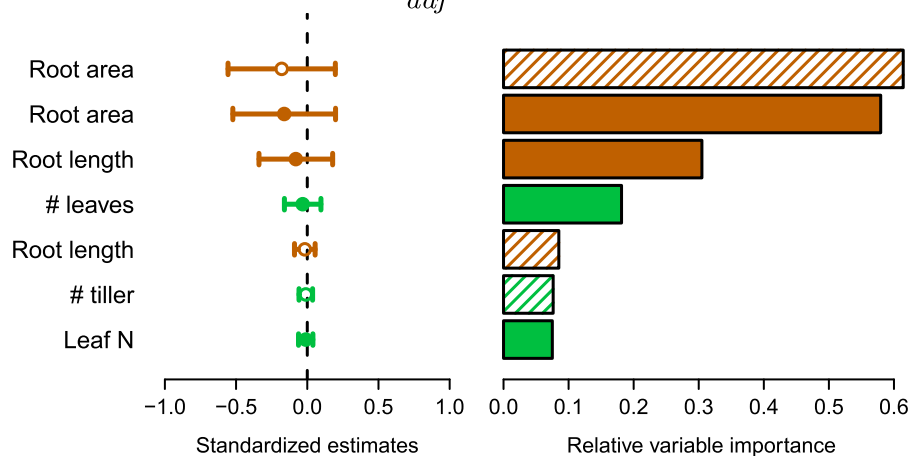 adj
Root area
Root area
Root length
# leaves
Root length
# tiller
Leaf N
−1.0 −0.5 0.0 0.5 1.0 0.0 0.1 0.2 0.3 0.4 0.5 0.6
Standardized estimates Relative variable importance